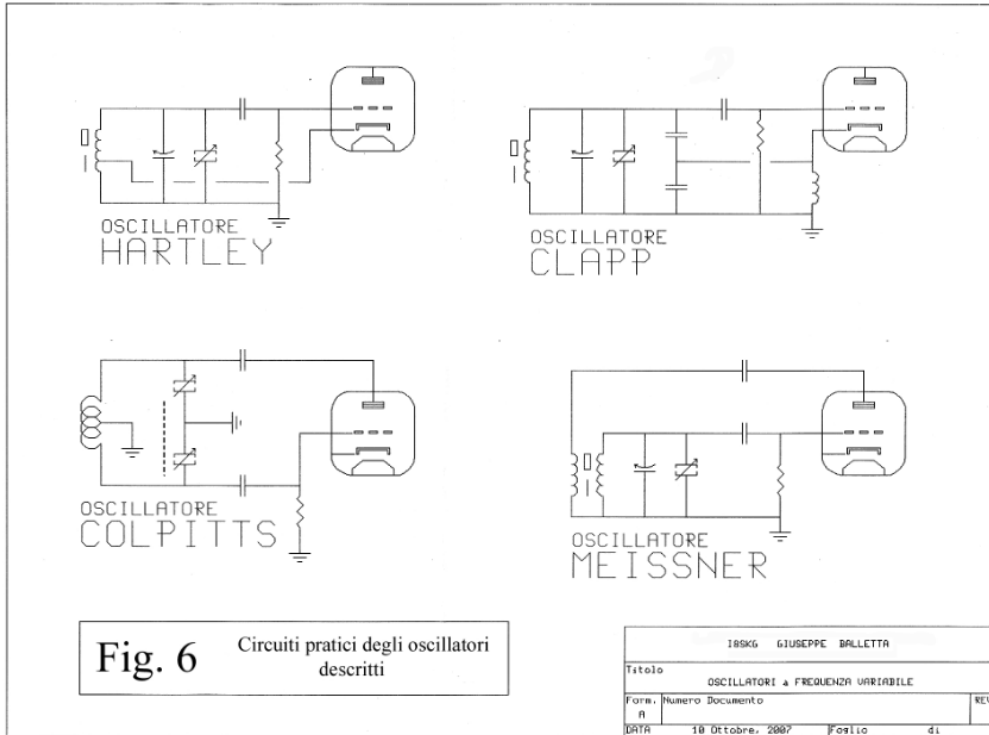 OSCILLATORE
HARTLEY
OSCILLATORE
CLAPP
OSCILLATORE
COLPITTS
OSCILLATORE
MEISSNER
Fig. 6
Circuiti pratici degli oscillatori
descritti
I8SKG GIUSEPPE BALLETTA
Titolo
OSCILLATORI a FREQUENZA VARIABILE
Form. Numero Documento REV
A
DATA 10 Ottobre, 2007 Foglio di